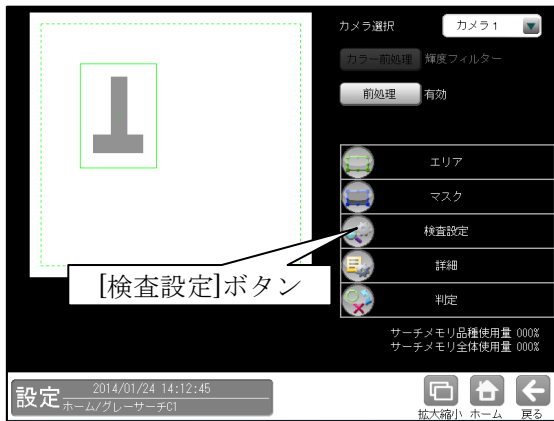 カメラ選択
カメラ1
カラー前処理 輝度フィルター
前処理 有効
エリア
マスク
検査設定
詳細
判定
[検査設定]ボタン
サーチメモリ品種使用量 000%
サーチメモリ全体使用量 000%
設定
2014/01/24 14:12:45
ホーム/グレーサーチC1
拡大縮小 ホーム 戻る